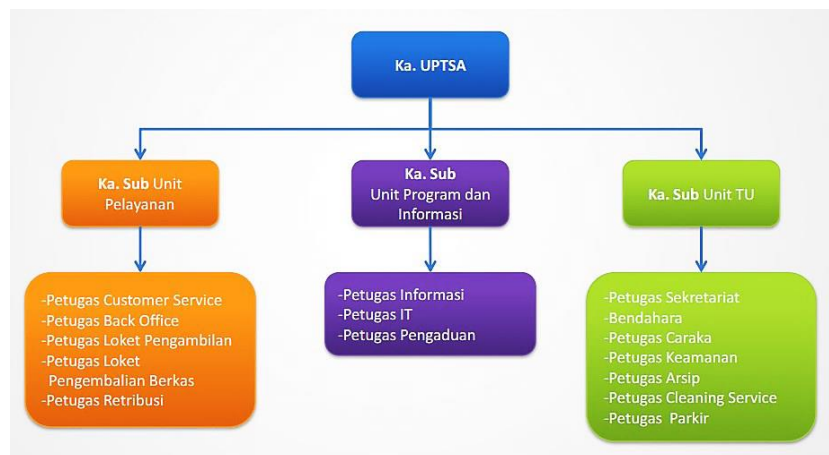 Ka. UPTSA
Ka. Sub Unit
Pelayanan
Ka. Sub
Unit Program dan
Informasi
Ka. Sub Unit TU
-Petugas Customer Service
-Petugas Back Office
-Petugas Loket Pengambilan
-Petugas Loket
Pengembalian Berkas
-Petugas Retribusi
-Petugas Informasi
-Petugas IT
-Petugas Pengaduan
-Petugas Sekretariat
-Bendahara
-Petugas Caraka
-Petugas Keamanan
-Petugas Arsip
-Petugas Cleaning Service
-Petugas Parkir